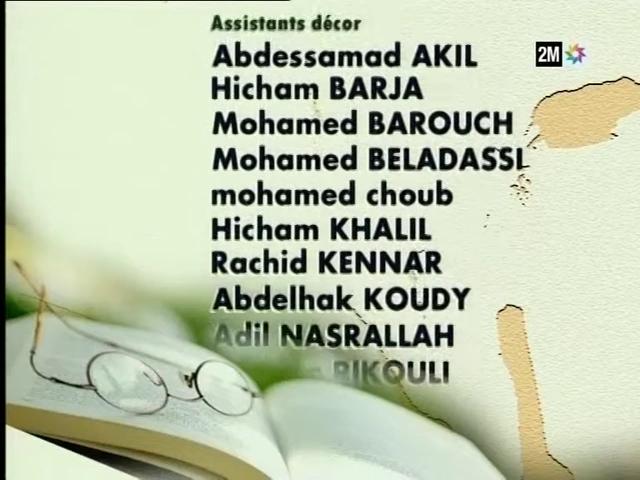 Assistants décor
Abdessamad AKIL
2M
Hicham BARJA
Mohamed BAROUCH
Mohamed BELADASSI
mohamed choub
Hicham KHALIL
Rachid KENNAR
Abdelhak KOUDY
Adil NASRALLAH
RIKOULI